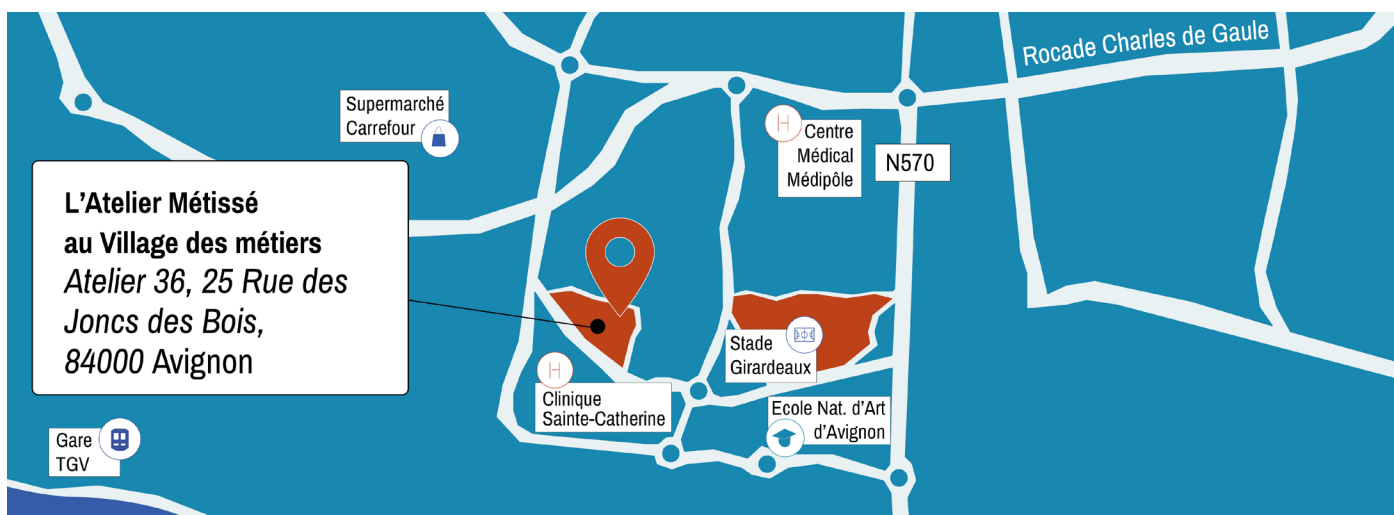 Rocade Charles de Gaule
Supermarché
Carrefour
H
Centre
Médical
Médipôle
N570
L’Atelier Métissé
au Village des métiers
Atelier 36, 25 Rue des
Joncs des Bois,
84000 Avignon
Stade
Girardeaux
H
Clinique
Sainte-Catherine
Ecole Nat. d’Art
d’Avignon
Gare
TGV